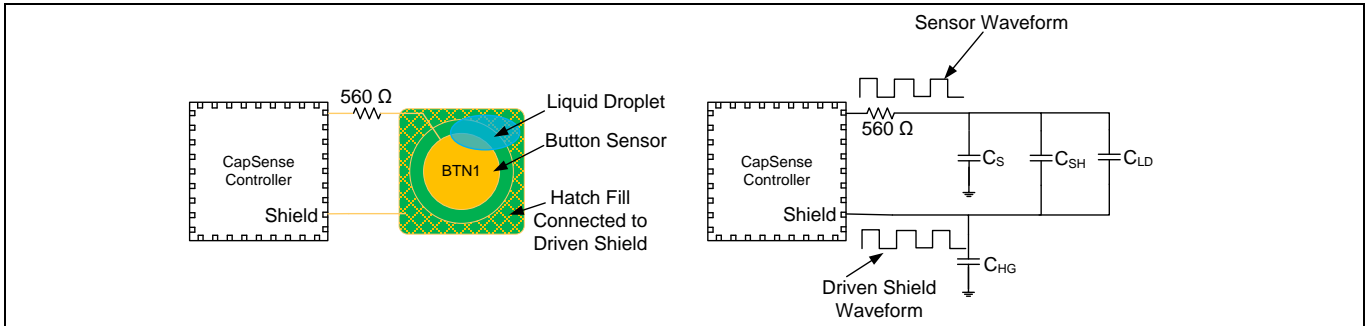 560 Ω
CapSense
Controller
Shield
BTN1
Liquid Droplet
Button Sensor
Hatch Fill
Connected to
Driven Shield
Sensor Waveform
560 Ω
CapSense
Controller
Shield
CS
CSH
CLD
CHG
Driven Shield
Waveform